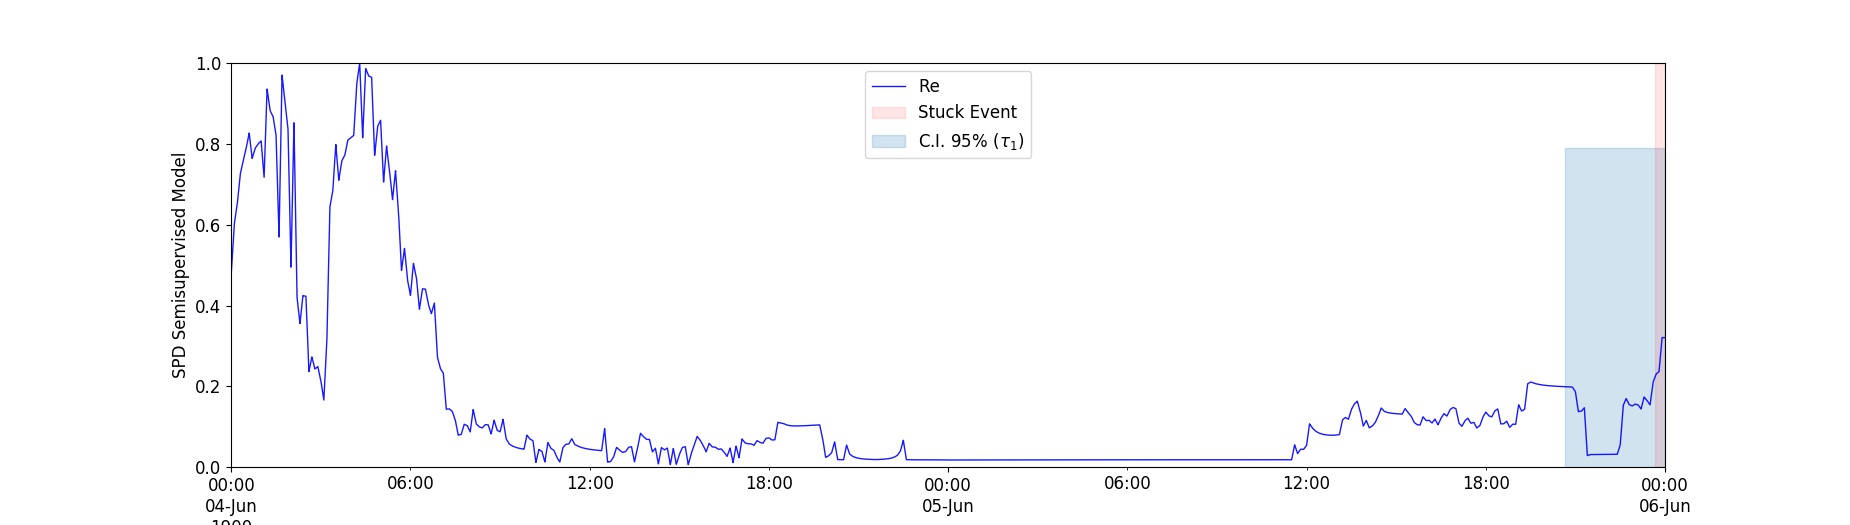 1.0
0.8
0.6
0.4
0.2
0.0
SPD Semisupervised Model
Re
Stuck Event
C.I. 95% (τ₁)
00:00 06:00 12:00 18:00 00:00 06:00 12:00 18:00 00:00
04-Jun 05-Jun 06-Jun
1900